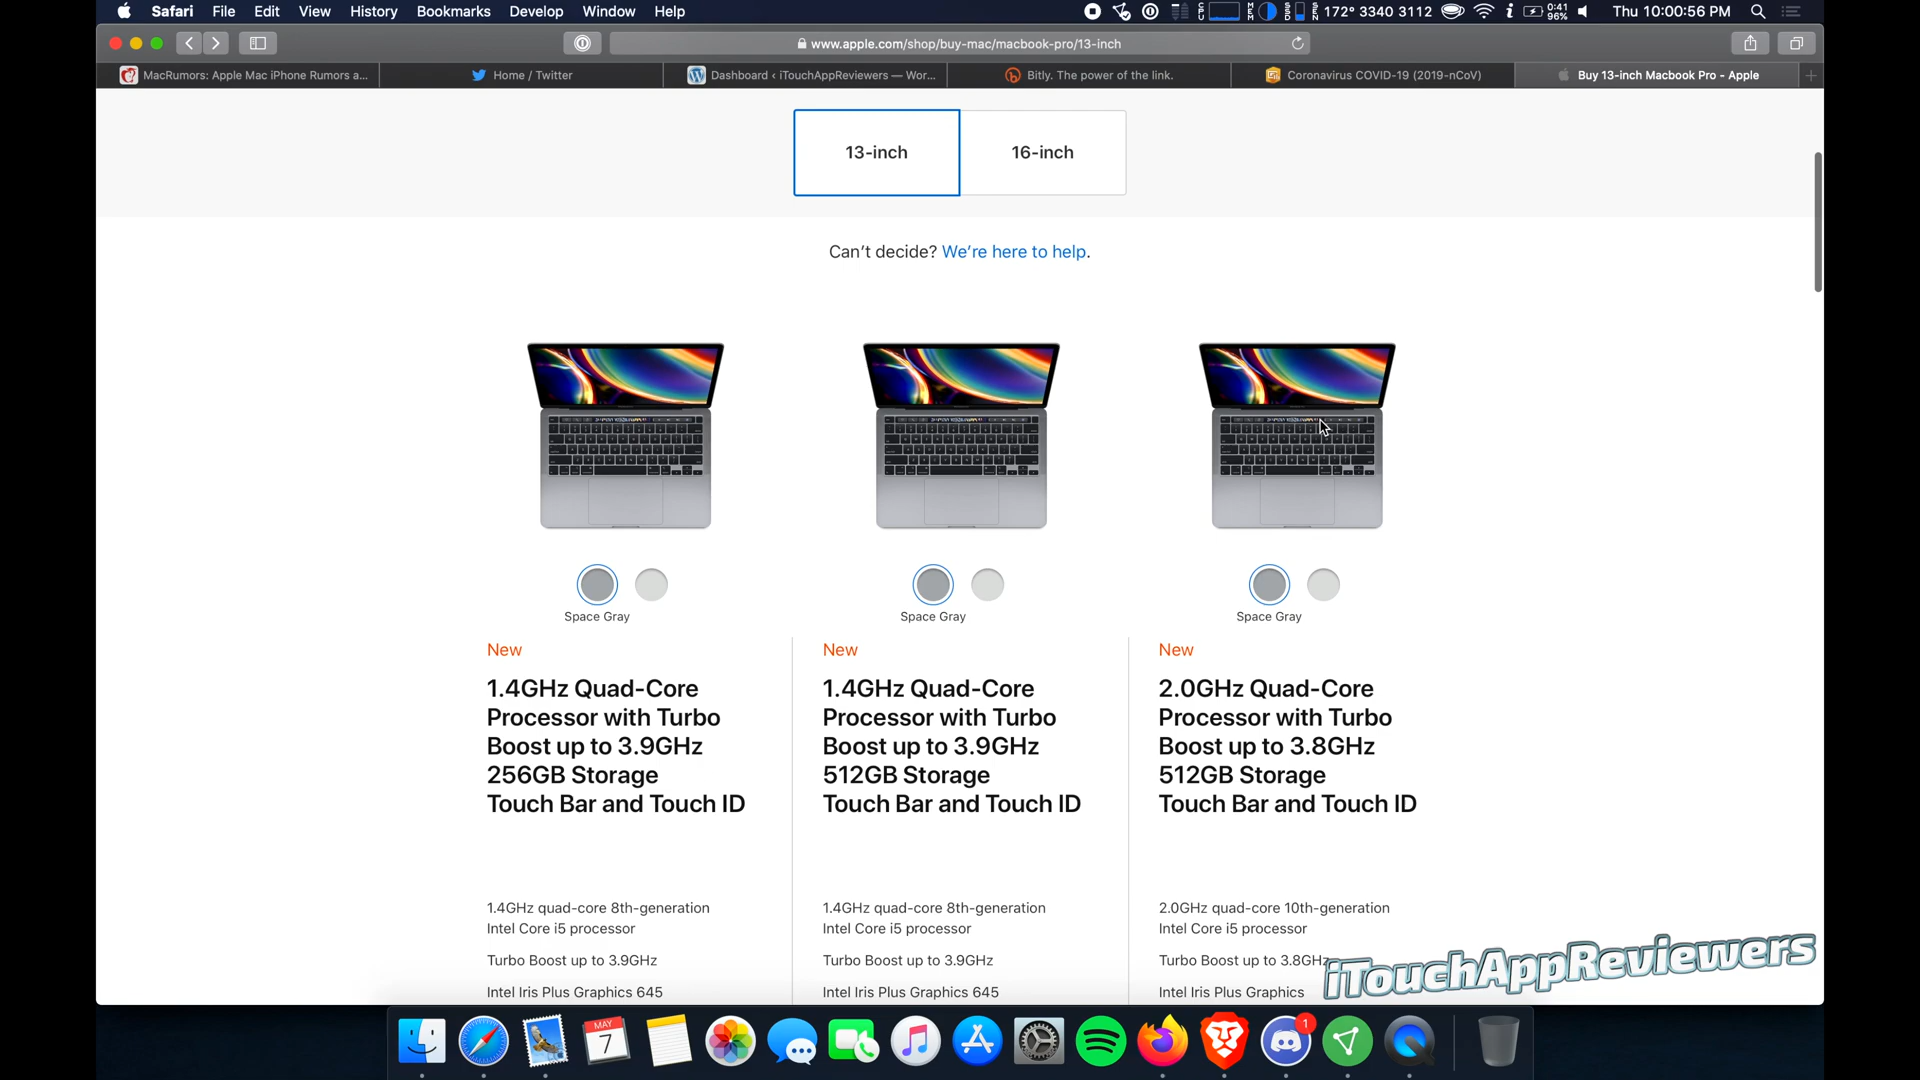 Safari File Edit View History Bookmarks Develop Window Help
172° 3340 3112 0:41 96% Thu 10:00:56 PM
www.apple.com/shop/buy-mac/macbook-pro/13-inch
MacRumors: Apple Mac iPhone Rumors a...
Home / Twitter
Dashboard ‹ iTouchAppReviewers — Wor...
Bitly. The power of the link.
Coronavirus COVID-19 (2019-nCoV)
Buy 13-inch Macbook Pro - Apple
13-inch
16-inch
Can't decide? We're here to help.
Space Gray
Space Gray
Space Gray
New
1.4GHz Quad-Core
Processor with Turbo
Boost up to 3.9GHz
256GB Storage
Touch Bar and Touch ID
1.4GHz quad-core 8th-generation
Intel Core i5 processor
Turbo Boost up to 3.9GHz
Intel Iris Plus Graphics 645
New
1.4GHz Quad-Core
Processor with Turbo
Boost up to 3.9GHz
512GB Storage
Touch Bar and Touch ID
1.4GHz quad-core 8th-generation
Intel Core i5 processor
Turbo Boost up to 3.9GHz
Intel Iris Plus Graphics 645
New
2.0GHz Quad-Core
Processor with Turbo
Boost up to 3.8GHz
512GB Storage
Touch Bar and Touch ID
2.0GHz quad-core 10th-generation
Intel Core i5 processor
Turbo Boost up to 3.8GHz
Intel Iris Plus Graphics
iTouchAppReviewers
MAY
7
1